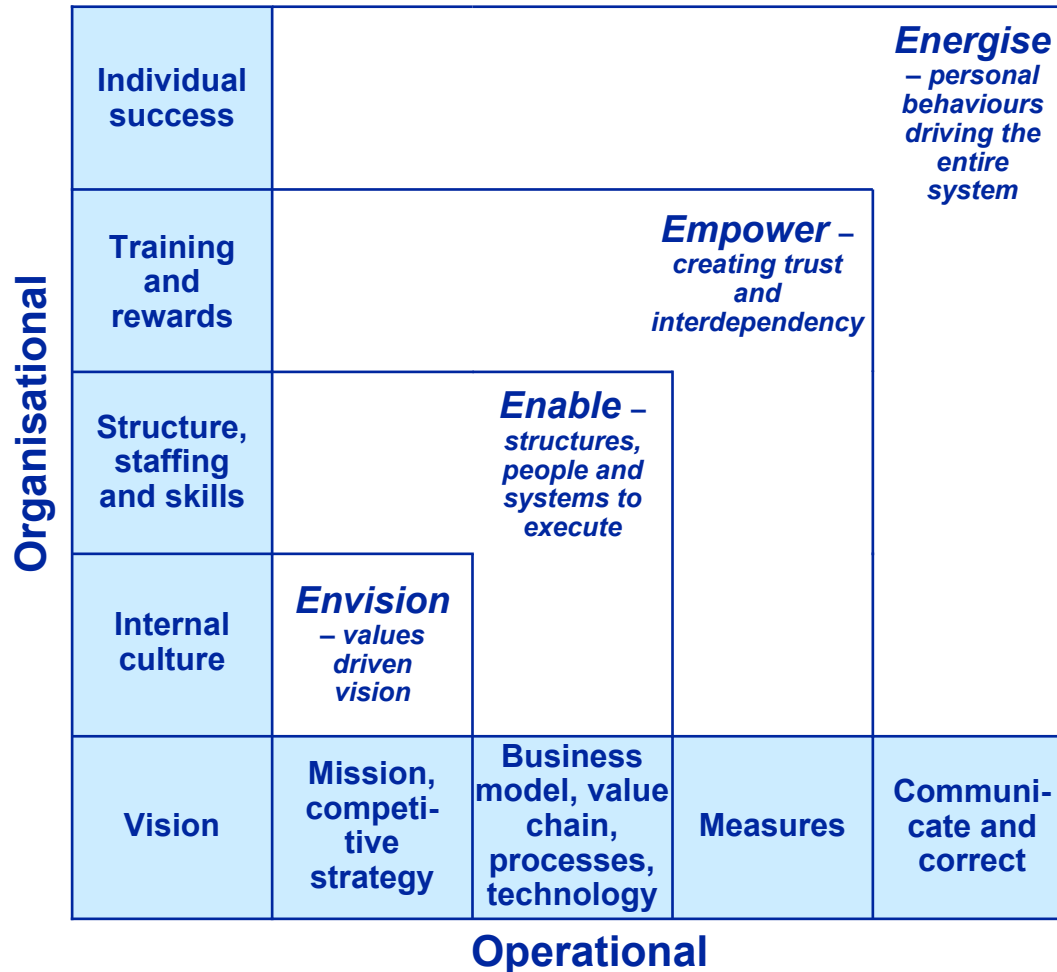 Energise
– personal
behaviours
driving the
entire
system
Individual
success
Empower –
creating trust
and
interdependency
Training
and
rewards
Enable –
structures,
people and
systems to
execute
Structure,
staffing
and skills
Envision
– values
driven
vision
Internal
culture
Vision
Mission,
competi-
tive
strategy
Business
model, value
chain,
processes,
technology
Measures
Communi-
cate and
correct
Organisational
Operational